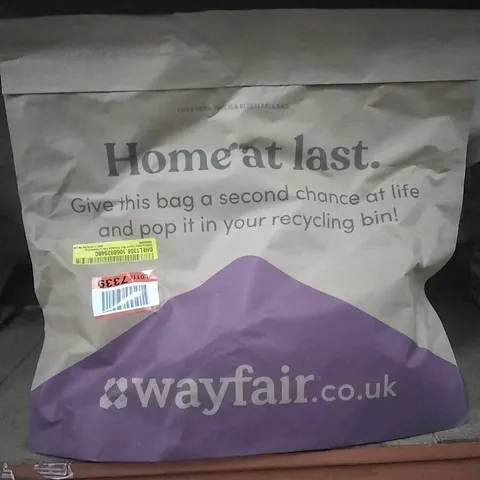 Home at last.
Give this bag a second chance at life
and pop it in your recycling bin!
7339
wayfair.co.uk